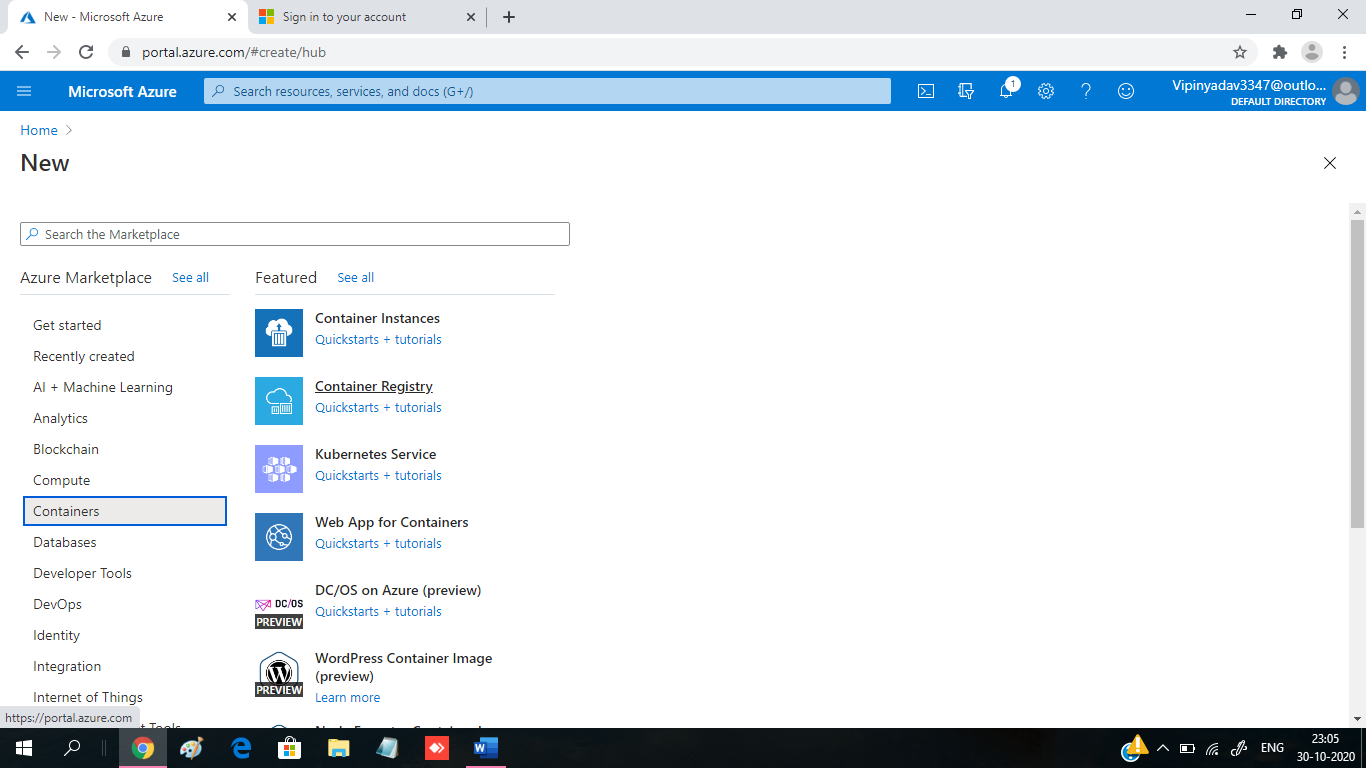 New - Microsoft Azure
Sign in to your account
portal.azure.com/#create/hub
Microsoft Azure
Search resources, services, and docs (G+/)
1
Vipinyadav3347@outlo...
DEFAULT DIRECTORY
Home
New
Search the Marketplace
Azure Marketplace See all
Get started
Recently created
AI + Machine Learning
Analytics
Blockchain
Compute
Containers
Databases
Developer Tools
DevOps
Identity
Integration
Internet of Things
Featured See all
Container Instances
Quickstarts + tutorials
Container Registry
Quickstarts + tutorials
Kubernetes Service
Quickstarts + tutorials
Web App for Containers
Quickstarts + tutorials
DC/OS
PREVIEW
DC/OS on Azure (preview)
Quickstarts + tutorials
PREVIEW
WordPress Container Image
(preview)
Learn more
https://portal.azure.com
ENG
23:05
30-10-2020